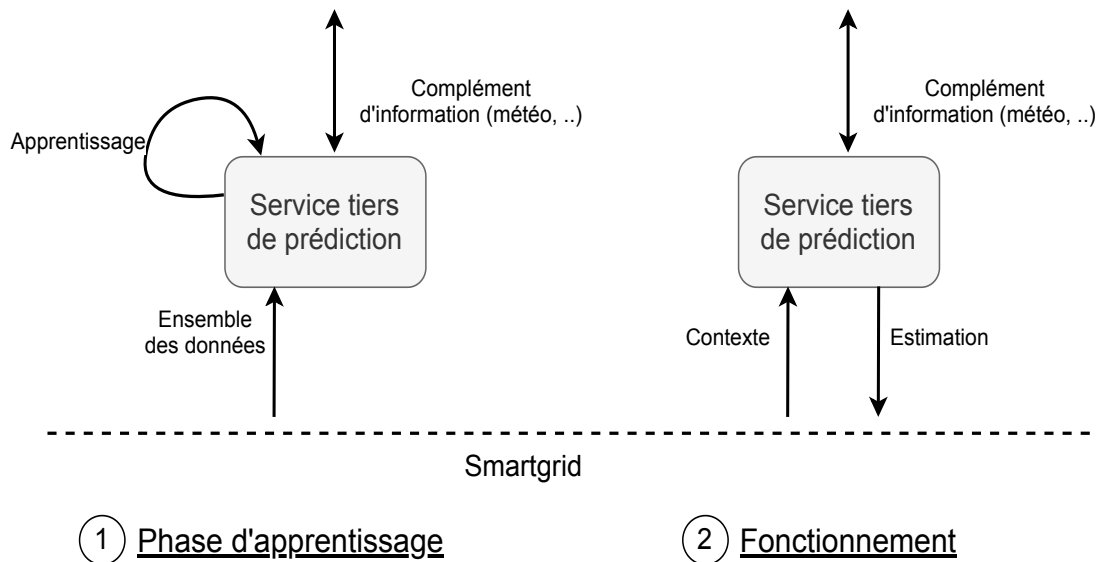 Complément
d'information (météo, ..)
Apprentissage
Service tiers
de prédiction
Ensemble
des données
Complément
d'information (météo, ..)
Service tiers
de prédiction
Contexte
Estimation
Smartgrid
1 Phase d'apprentissage
2 Fonctionnement